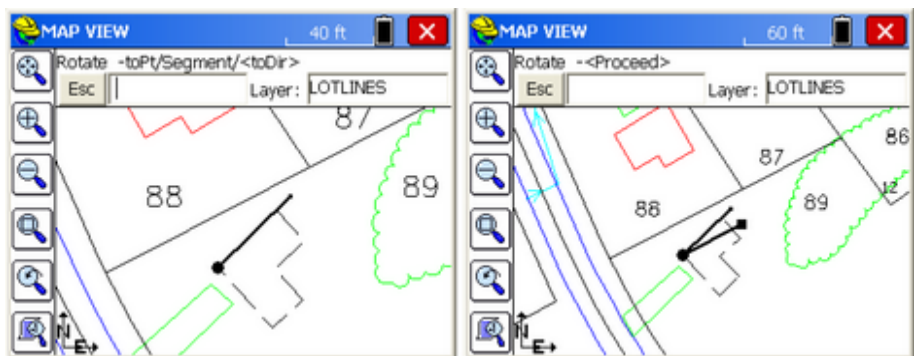 MAP VIEW 40 ft
Rotate -toPt/Segment/<toDir>
Esc Layer: LOTLINES
87
88
89
N
E
MAP VIEW 60 ft
Rotate --<Proceed>
Esc Layer: LOTLINES
86
87
12
88
89
N
E